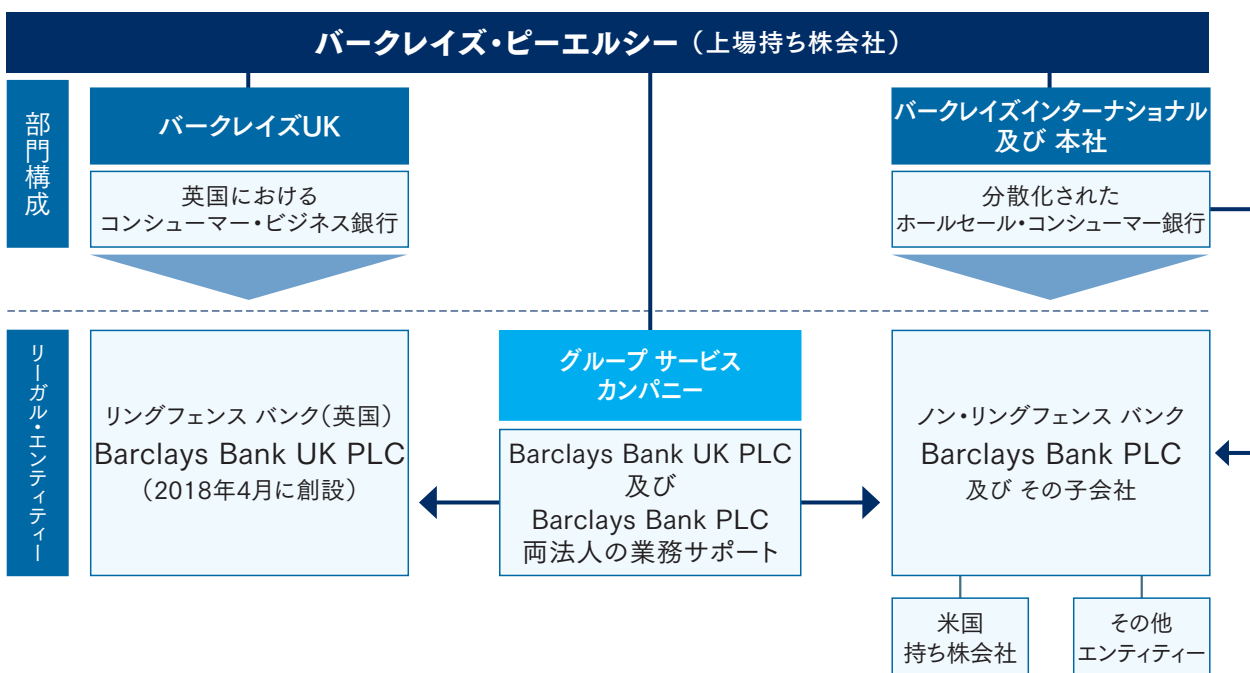 バークレイズ・ピーエルシー（上場持ち株会社）
部門構成
バークレイズUK
英国における
コンシューマー・ビジネス銀行
バークレイズインターナショナル
及び 本社
分散化された
ホールセール・コンシューマー銀行
リーガル・エンティティー
リングフェンス バンク（英国）
Barclays Bank UK PLC
（2018年4月に創設）
グループ サービス
カンパニー
Barclays Bank UK PLC
及び
Barclays Bank PLC
両法人の業務サポート
ノン・リングフェンス バンク
Barclays Bank PLC
及び その子会社
米国
持ち株会社
その他
エンティティー